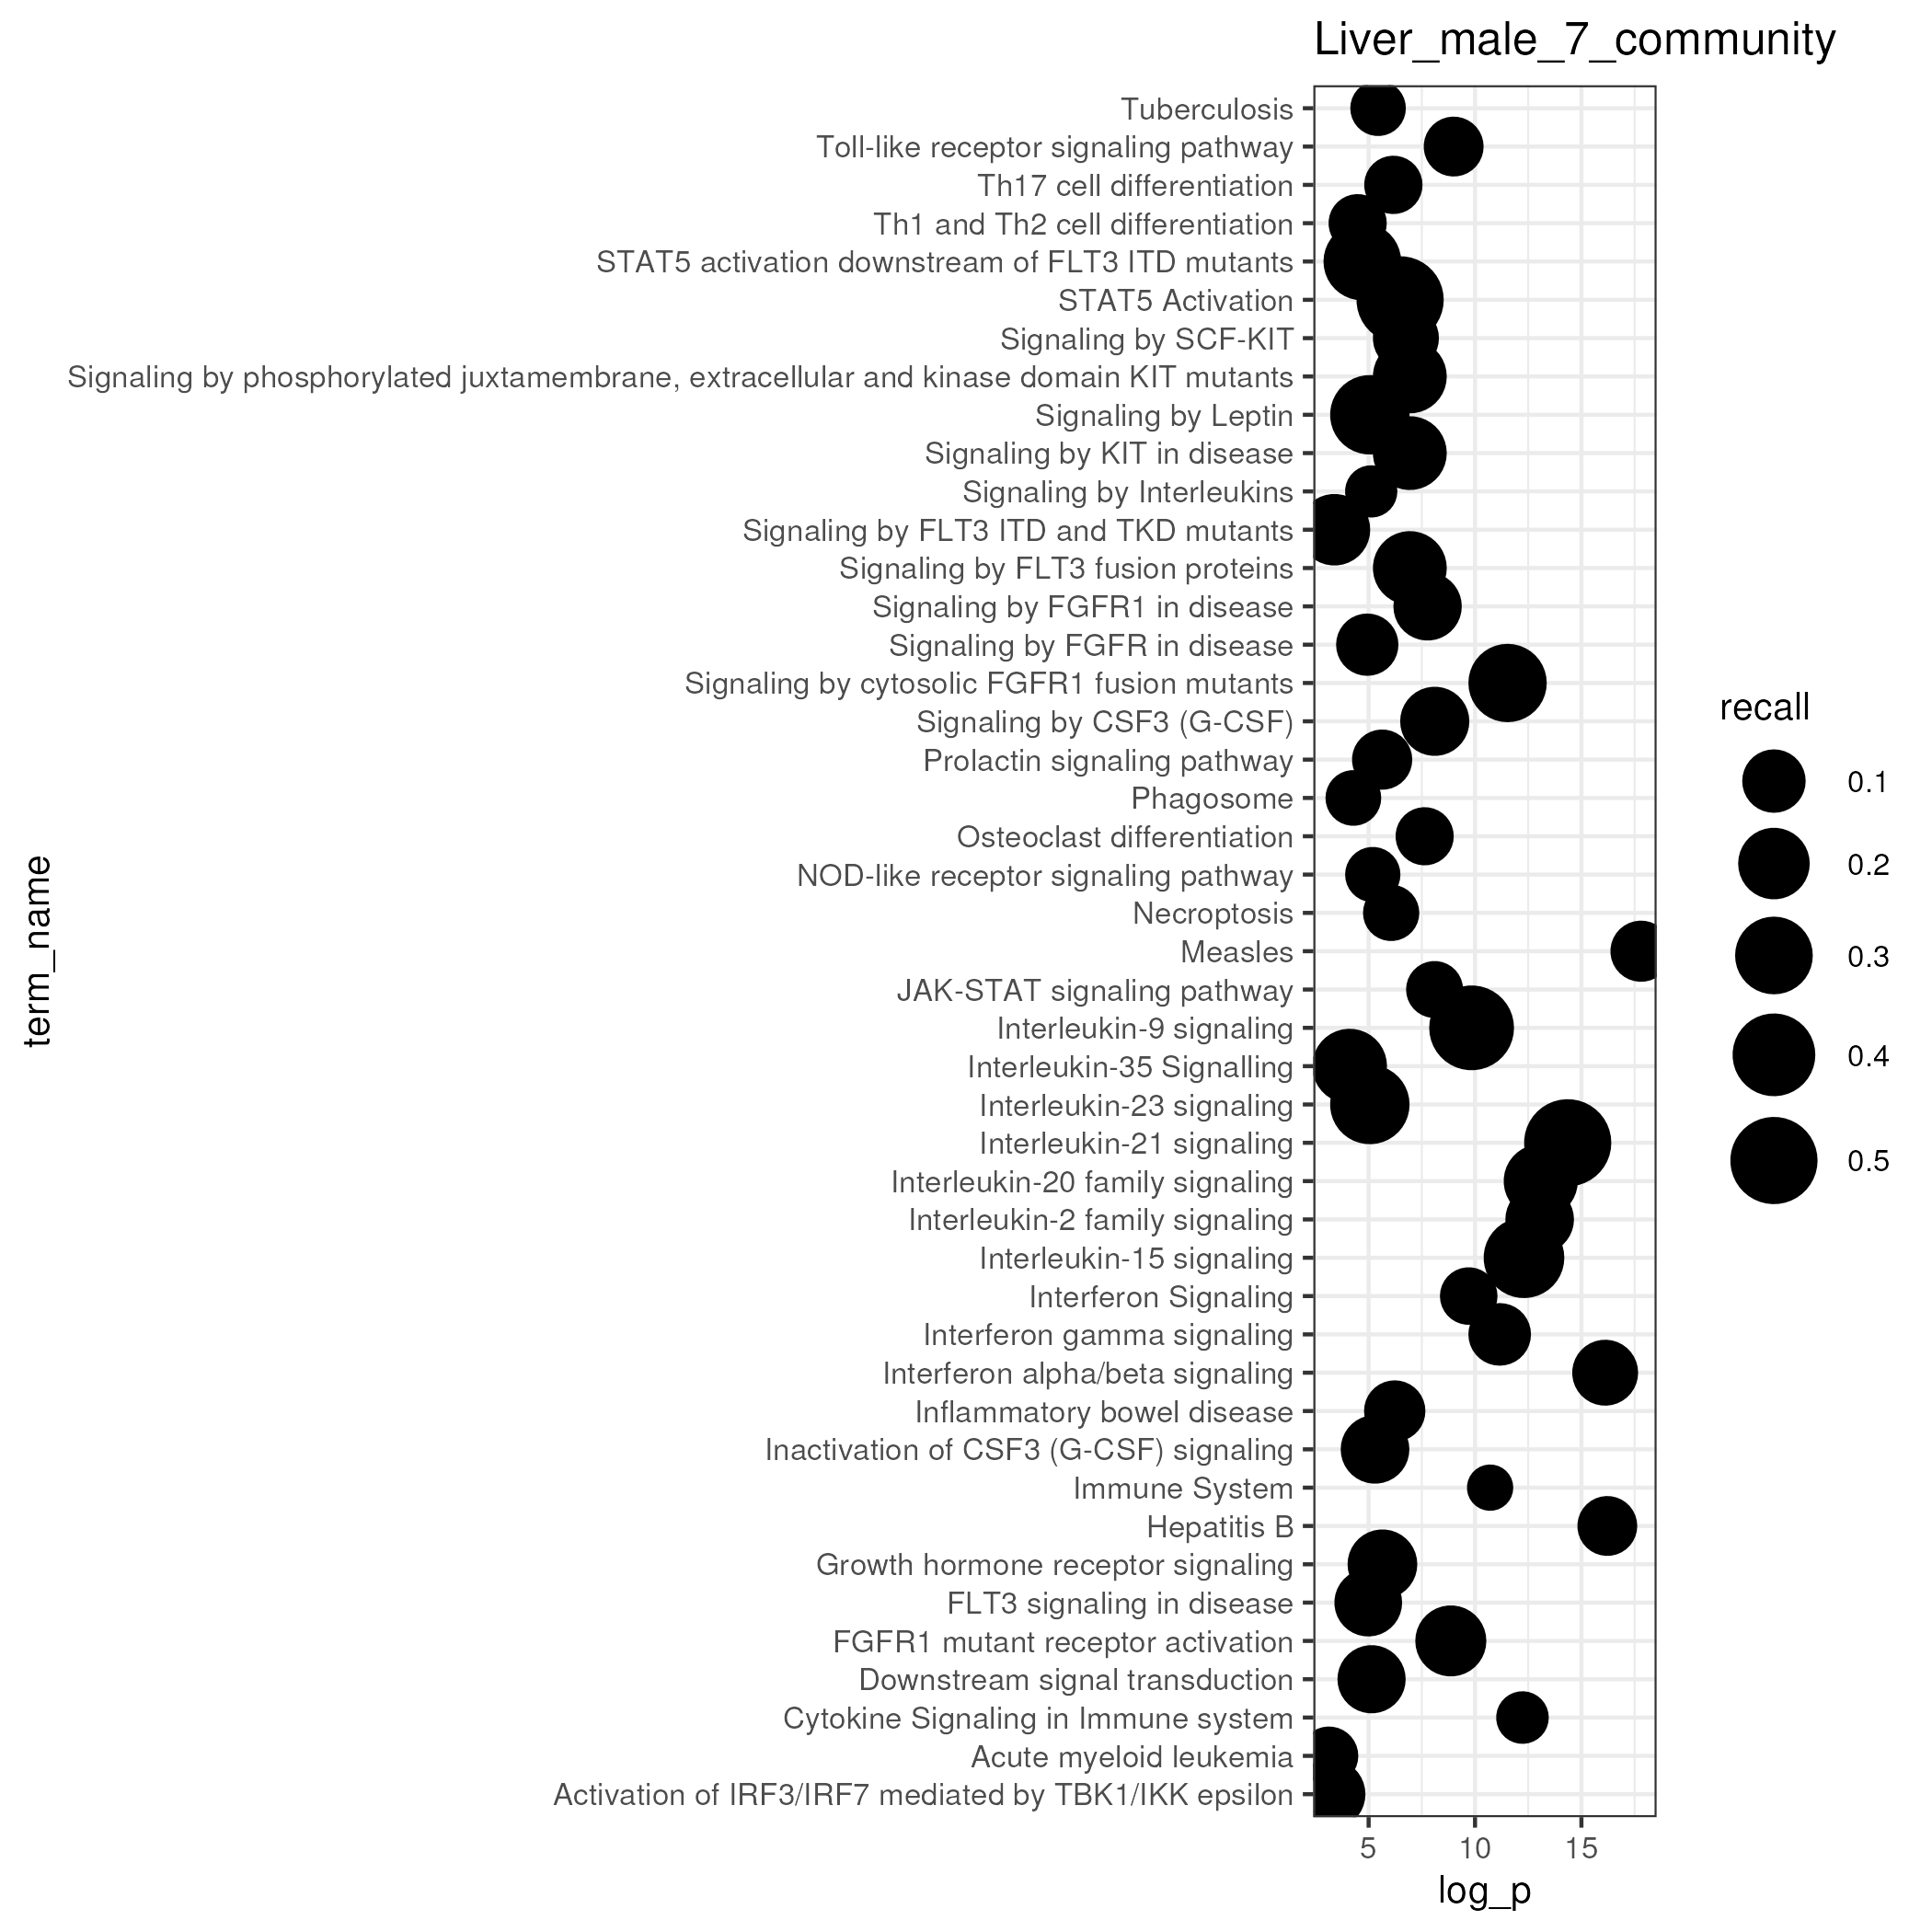 Liver_male_7_community
Tuberculosis
Toll-like receptor signaling pathway
Th17 cell differentiation
Th1 and Th2 cell differentiation
STAT5 activation downstream of FLT3 ITD mutants
STAT5 Activation
Signaling by SCF-KIT
Signaling by phosphorylated juxtamembrane, extracellular and kinase domain KIT mutants
Signaling by Leptin
Signaling by KIT in disease
Signaling by Interleukins
Signaling by FLT3 ITD and TKD mutants
Signaling by FLT3 fusion proteins
Signaling by FGFR1 in disease
Signaling by FGFR in disease
Signaling by cytosolic FGFR1 fusion mutants
Signaling by CSF3 (G-CSF)
Prolactin signaling pathway
Phagosome
Osteoclast differentiation
NOD-like receptor signaling pathway
Necroptosis
Measles
JAK-STAT signaling pathway
Interleukin-9 signaling
Interleukin-35 Signalling
Interleukin-23 signaling
Interleukin-21 signaling
Interleukin-20 family signaling
Interleukin-2 family signaling
Interleukin-15 signaling
Interferon Signaling
Interferon gamma signaling
Interferon alpha/beta signaling
Inflammatory bowel disease
Inactivation of CSF3 (G-CSF) signaling
Immune System
Hepatitis B
Growth hormone receptor signaling
FLT3 signaling in disease
FGFR1 mutant receptor activation
Downstream signal transduction
Cytokine Signaling in Immune system
Acute myeloid leukemia
Activation of IRF3/IRF7 mediated by TBK1/IKK epsilon
term_name
5 10 15
log_p
recall
0.1
0.2
0.3
0.4
0.5